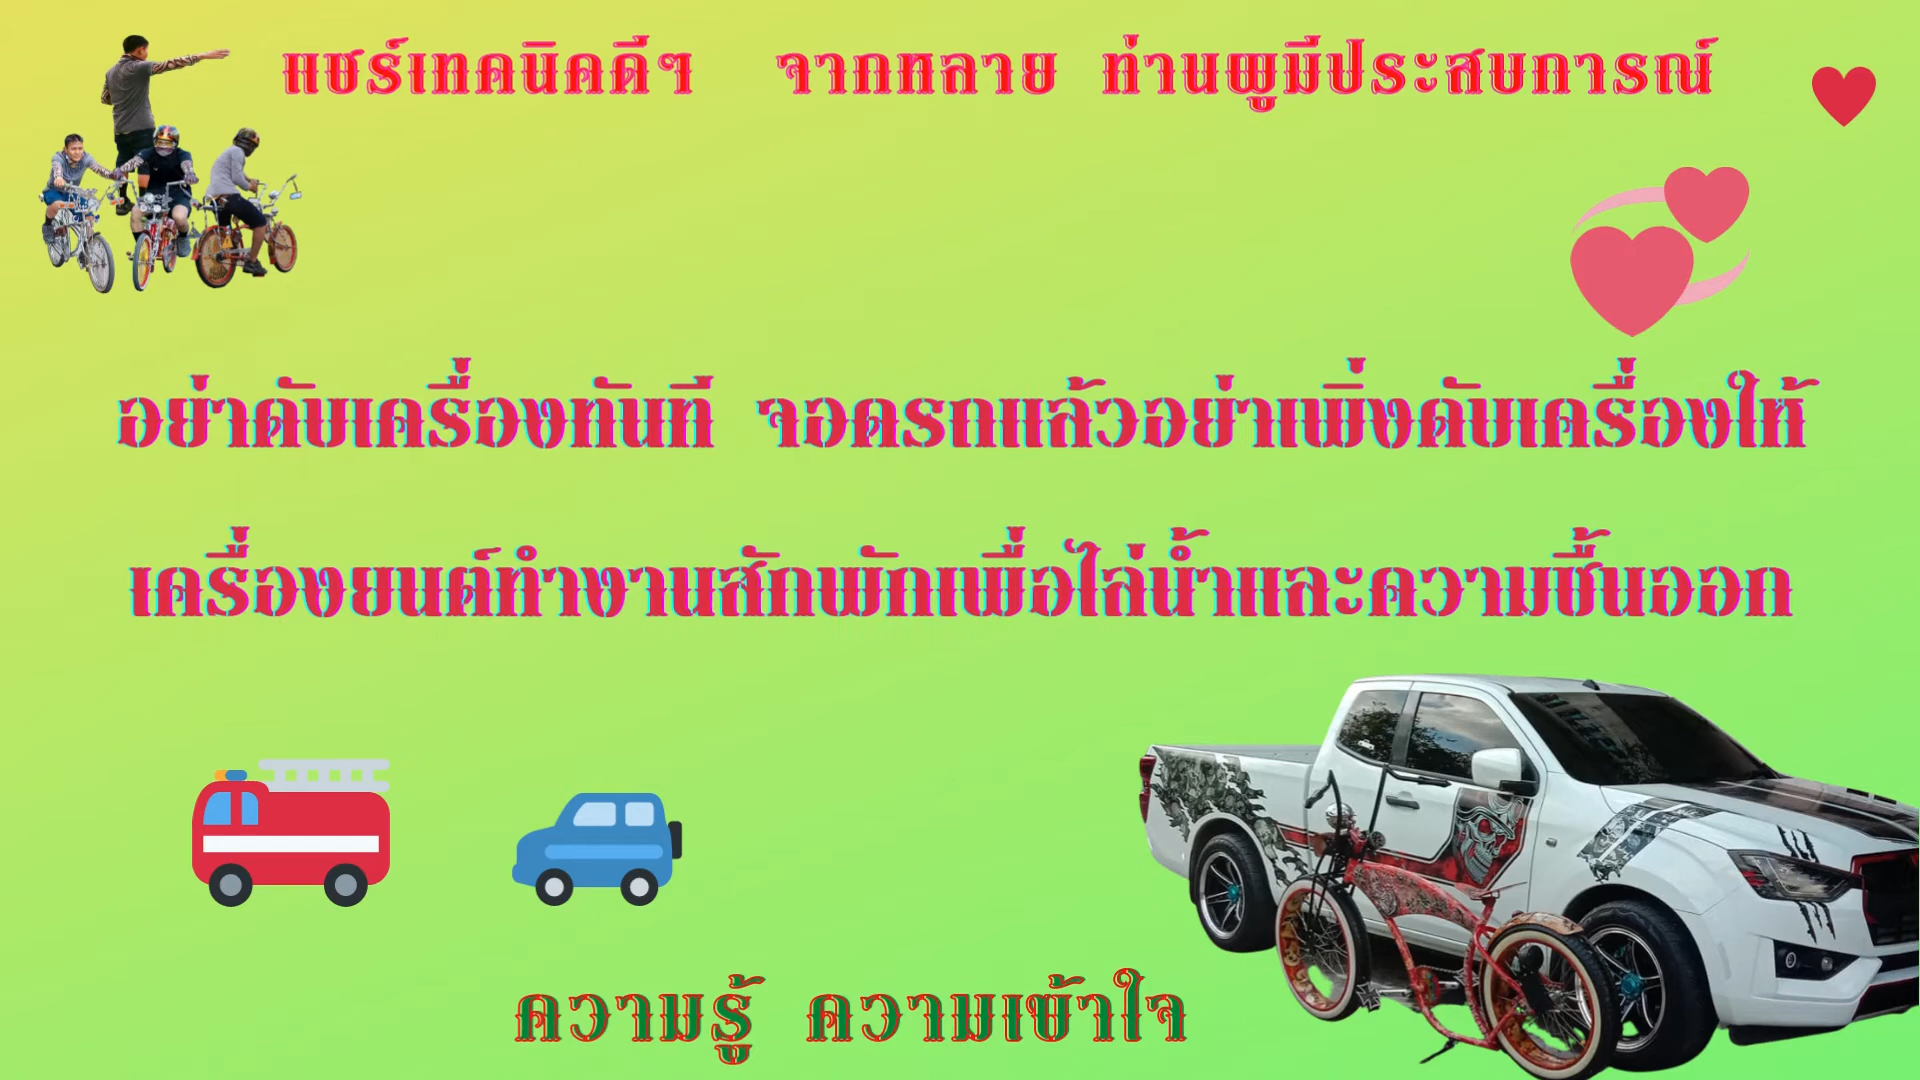 แชร์เทคนิคดีๆ จากหลาย ท่านผู้มีประสบการณ์
อย่าดับเครื่องทันที จอดรถแล้วอย่าเพิ่งดับเครื่องให้
เครื่องยนต์ทำงานสักพักเพื่อไล่น้ำและความชื้นออก
ความรู้ ความเข้าใจ